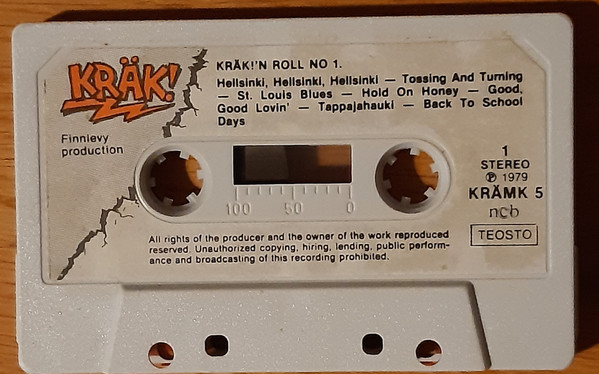 KRÄK!
KRÄK!'N ROLL NO 1.
Hellsinki, Hellsinki, Hellsinki — Tossing And Turning
— St. Louis Blues — Hold On Honey — Good,
Good Lovin' — Tappajahauki — Back To School
Days
Finnlevy
production
1
STEREO
℗ 1979
KRÄMK 5
ncb
TEOSTO
100 50 0
All rights of the producer and the owner of the work reproduced
reserved. Unauthorized copying, hiring, lending, public perform-
ance and broadcasting of this recording prohibited.